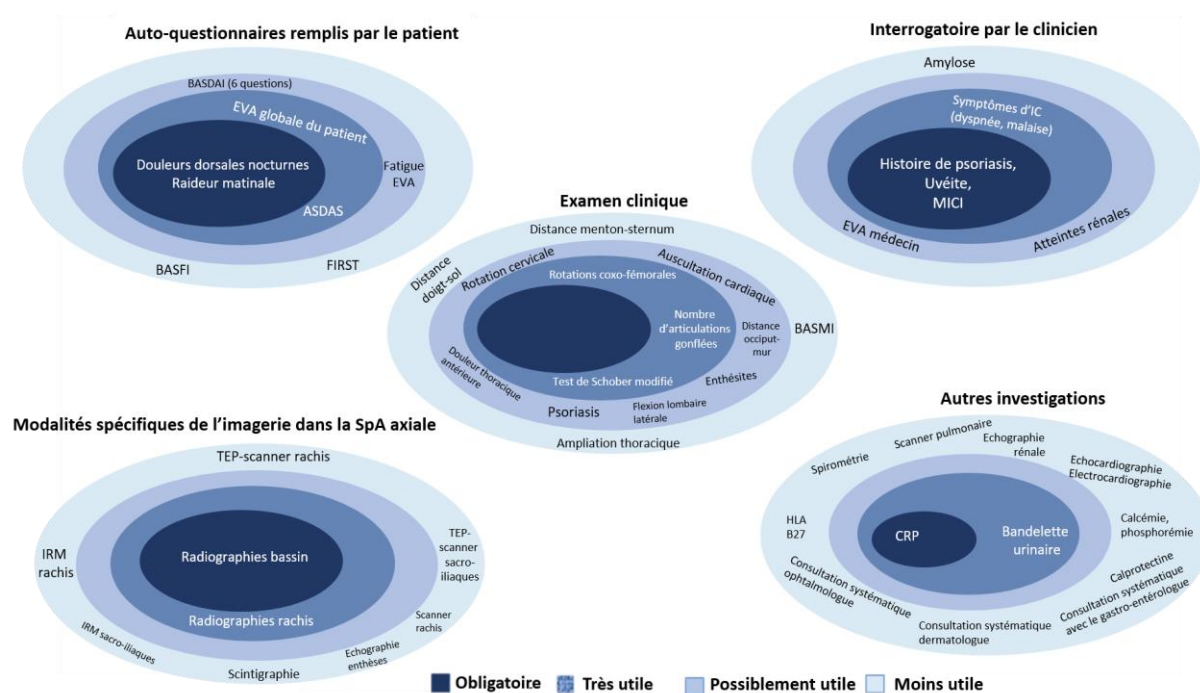 Auto-questionnaires remplis par le patient
BASDAI (6 questions)
EVA globale du patient
Douleurs dorsales nocturnes
Raideur matinale
Fatigue
EVA
ASDAS
BASFI
FIRST
Interrogatoire par le clinicien
Amylose
Symptômes d'IC
(dyspnée, malaise)
Histoire de psoriasis,
Uvéite,
MICI
EVA médecin
Atteintes rénales
Examen clinique
Distance menton-sternum
Distance
doigt-sol
Rotation cervicale
Rotations coxo-fémorales
Auscultation cardiaque
Nombre
d'articulations
gonflées
Distance
occiput-
mur
BASMI
Douleur thoracique
antérieure
Test de Schober modifié
Enthésites
Psoriasis
Flexion lombaire
latérale
Ampliation thoracique
Modalités spécifiques de l'imagerie dans la SpA axiale
TEP-scanner rachis
IRM
rachis
Radiographies bassin
TEP-
scanner
sacro-
iliaques
Radiographies rachis
Scanner
rachis
IRM sacro-iliaques
Echographie
enthèses
Scintigraphie
Autres investigations
Spirométrie
Scanner pulmonaire
Echographie
rénale
Echocardiographie
Electrocardiographie
HLA
B27
CRP
Bandelette
urinaire
Calcémie,
phosphorémie
Calprotectine
Consultation systématique
avec le gastro-entérologue
Consultation systématique
ophtalmologue
Consultation systématique
dermatologue
Obligatoire
Très utile
Possiblement utile
Moins utile